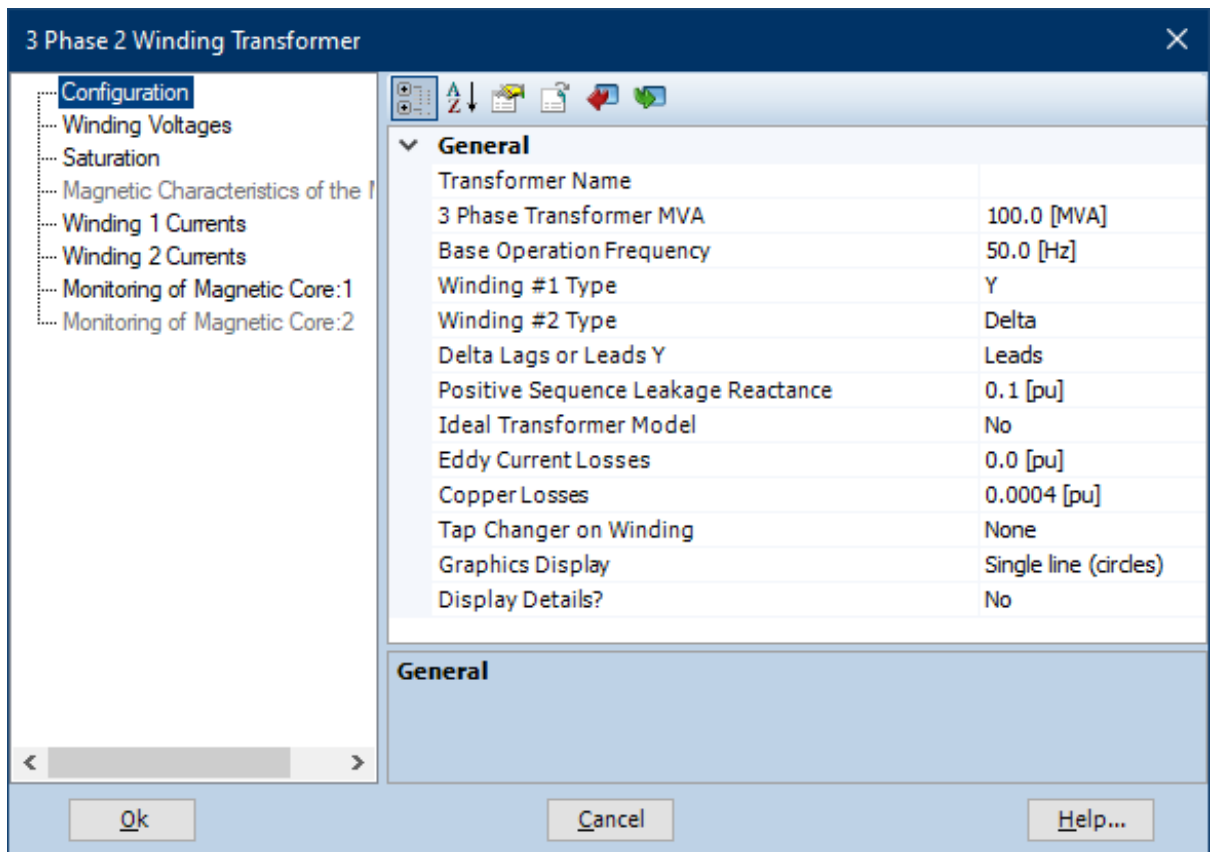 3 Phase 2 Winding Transformer
Configuration
Winding Voltages
Saturation
Magnetic Characteristics of the
Winding 1 Currents
Winding 2 Currents
Monitoring of Magnetic Core:1
Monitoring of Magnetic Core:2
General
Transformer Name
3 Phase Transformer MVA 100.0 [MVA]
Base Operation Frequency 50.0 [Hz]
Winding #1 Type Y
Winding #2 Type Delta
Delta Lags or Leads Y Leads
Positive Sequence Leakage Reactance 0.1 [pu]
Ideal Transformer Model No
Eddy Current Losses 0.0 [pu]
Copper Losses 0.0004 [pu]
Tap Changer on Winding None
Graphics Display Single line (circles)
Display Details? No
General
Ok Cancel Help...